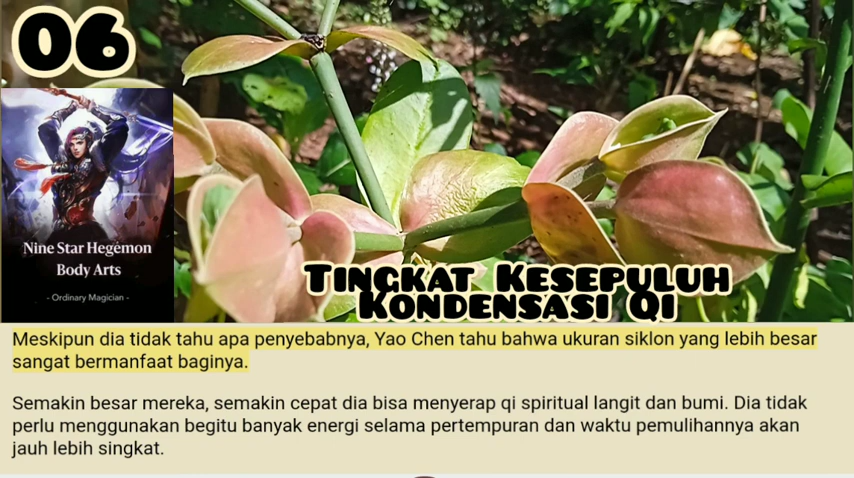 06
Nine Star Hegemon
Body Arts
- Ordinary Magician -
Tingkat Kesepuluh
Kondensasi Qi
Meskipun dia tidak tahu apa penyebabnya, Yao Chen tahu bahwa ukuran siklon yang lebih besar
sangat bermanfaat baginya.
Semakin besar mereka, semakin cepat dia bisa menyerap qi spiritual langit dan bumi. Dia tidak
perlu menggunakan begitu banyak energi selama pertempuran dan waktu pemulihannya akan
jauh lebih singkat.